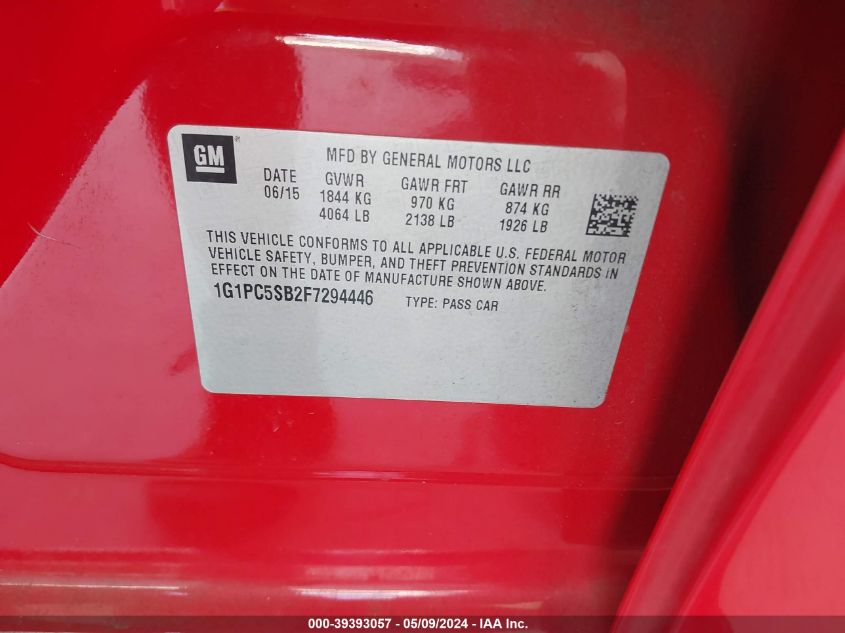 GM
MFD BY GENERAL MOTORS LLC
DATE GVWR GAWR FRT GAWR RR
06/15 1844 KG 970 KG 874 KG
4064 LB 2138 LB 1926 LB
THIS VEHICLE CONFORMS TO ALL APPLICABLE U.S. FEDERAL MOTOR
VEHICLE SAFETY, BUMPER, AND THEFT PREVENTION STANDARDS IN
EFFECT ON THE DATE OF MANUFACTURE SHOWN ABOVE.
1G1PC5SB2F7294446 TYPE: PASS CAR
000-39393057 / 05/09/2024 - IAA Inc.